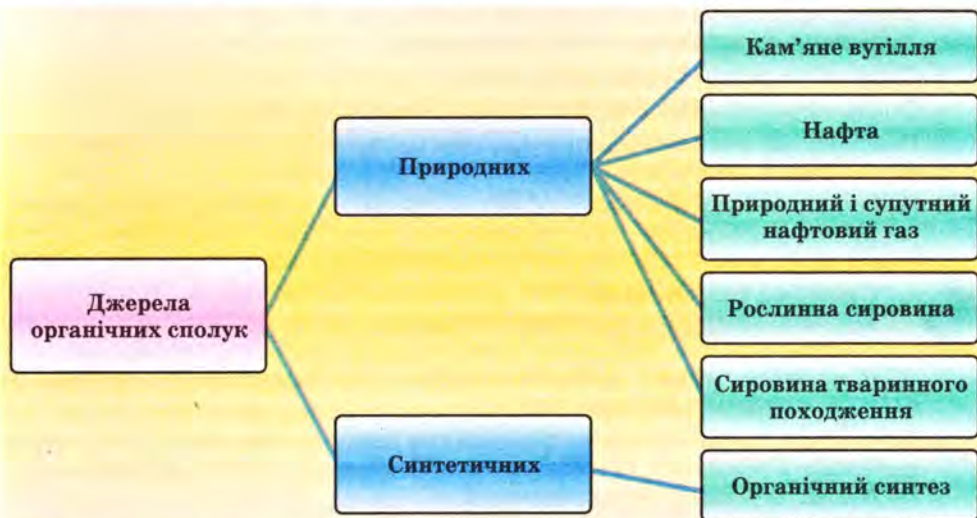 Джерела
органічних сполук
Природних
Синтетичних
Кам’яне вугілля
Нафта
Природний і супутний
нафтовий газ
Рослинна сировина
Сировина тваринного
походження
Органічний синтез